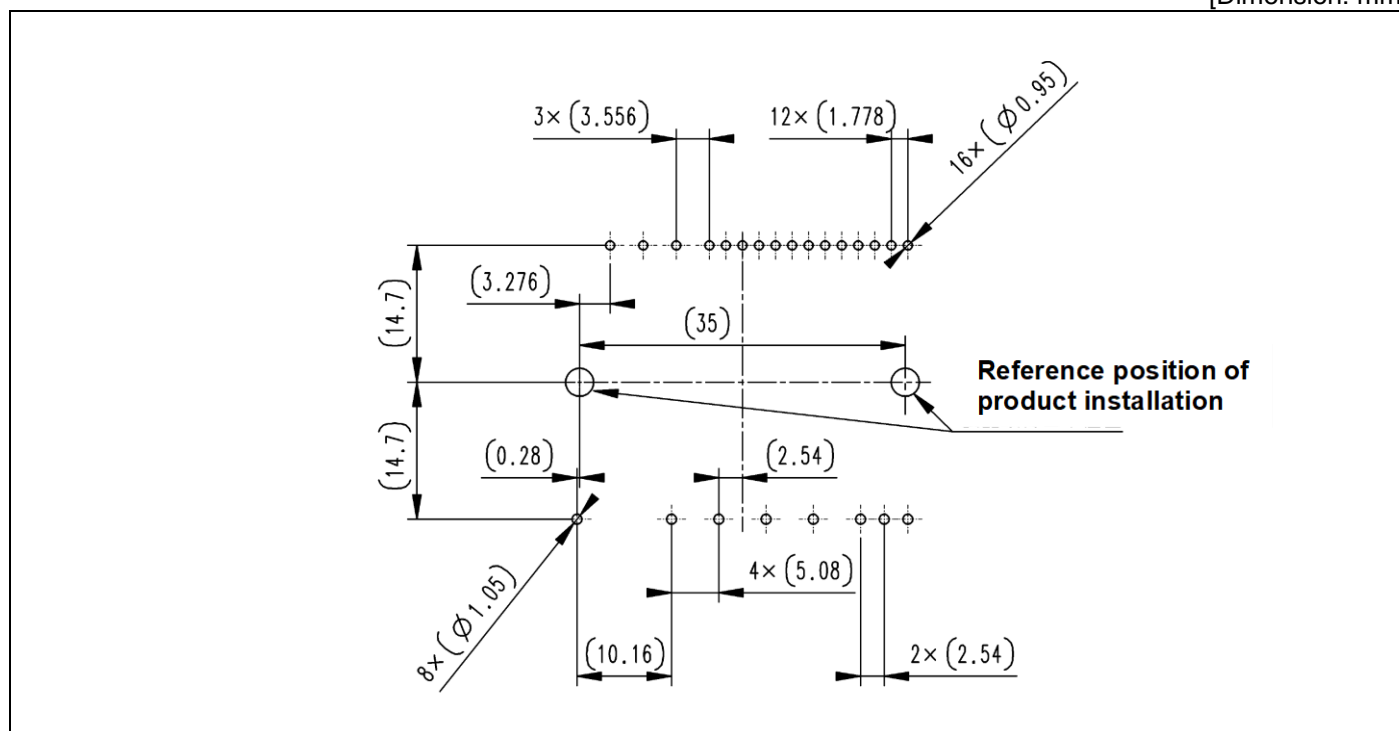 [Dimension: mm
3× (3.556)
12× (1.778)
16× (Ø0.95)
(3.276)
(14.7)
(35)
Reference position of
product installation
(14.7)
(0.28)
(2.54)
4× (5.08)
8× (Ø1.05)
(10.16)
2× (2.54)